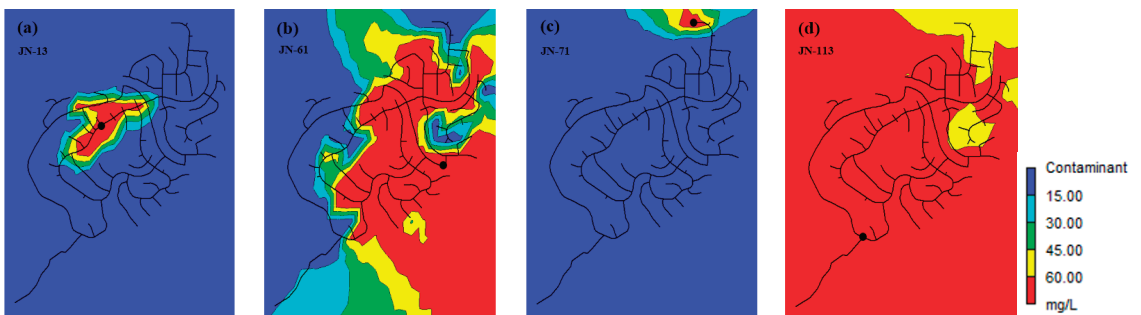 (a)
JN-13
(b)
JN-61
(c)
JN-71
(d)
JN-113
Contaminant
15.00
30.00
45.00
60.00
mg/L